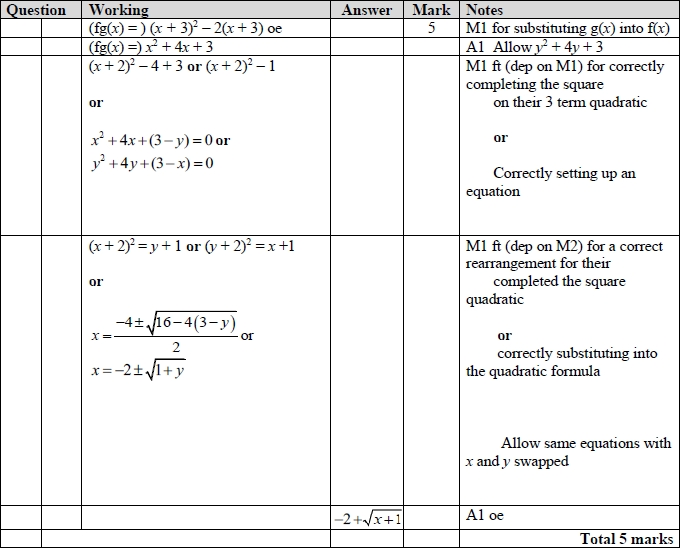 Question Working Answer Mark Notes
(fg(x) = ) (x + 3)² – 2(x + 3) oe 5 M1 for substituting g(x) into f(x)
(fg(x) =) x² + 4x + 3 A1 Allow y² + 4y + 3
(x + 2)² – 4 + 3 or (x + 2)² – 1
or
x² + 4x + (3 − y) = 0 or
y² + 4y + (3 − x) = 0
M1 ft (dep on M1) for correctly
completing the square
on their 3 term quadratic
or
Correctly setting up an
equation
(x + 2)² = y + 1 or (y + 2)² = x +1
or
x = (−4 ± √(16 − 4(3 − y)))/2 or
x = −2 ± √(1 + y)
M1 ft (dep on M2) for a correct
rearrangement for their
completed the square
quadratic
or
correctly substituting into
the quadratic formula
Allow same equations with
x and y swapped
−2 + √(x + 1) A1 oe
Total 5 marks